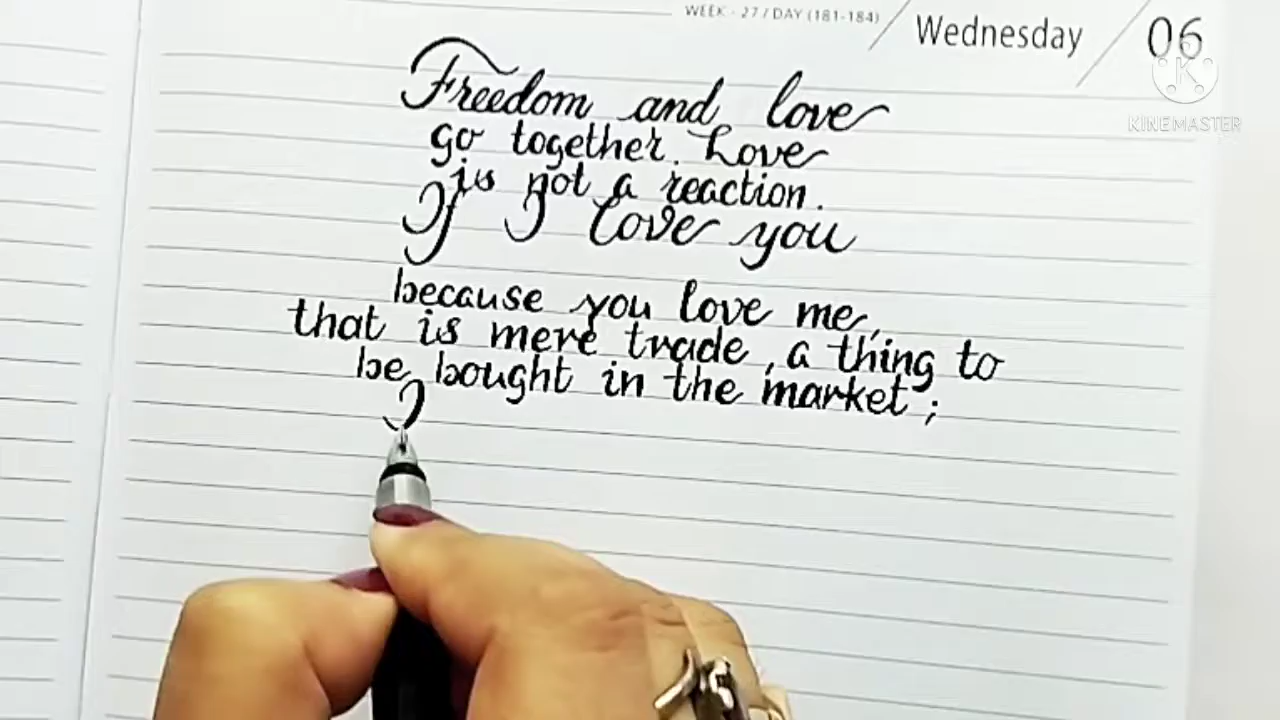 WEEK - 27 / DAY (181-184)
Wednesday 06
KINEMASTER
Freedom and love
go together. Love
is not a reaction.
If I love you
because you love me,
that is mere trade, a thing to
be bought in the market;
I